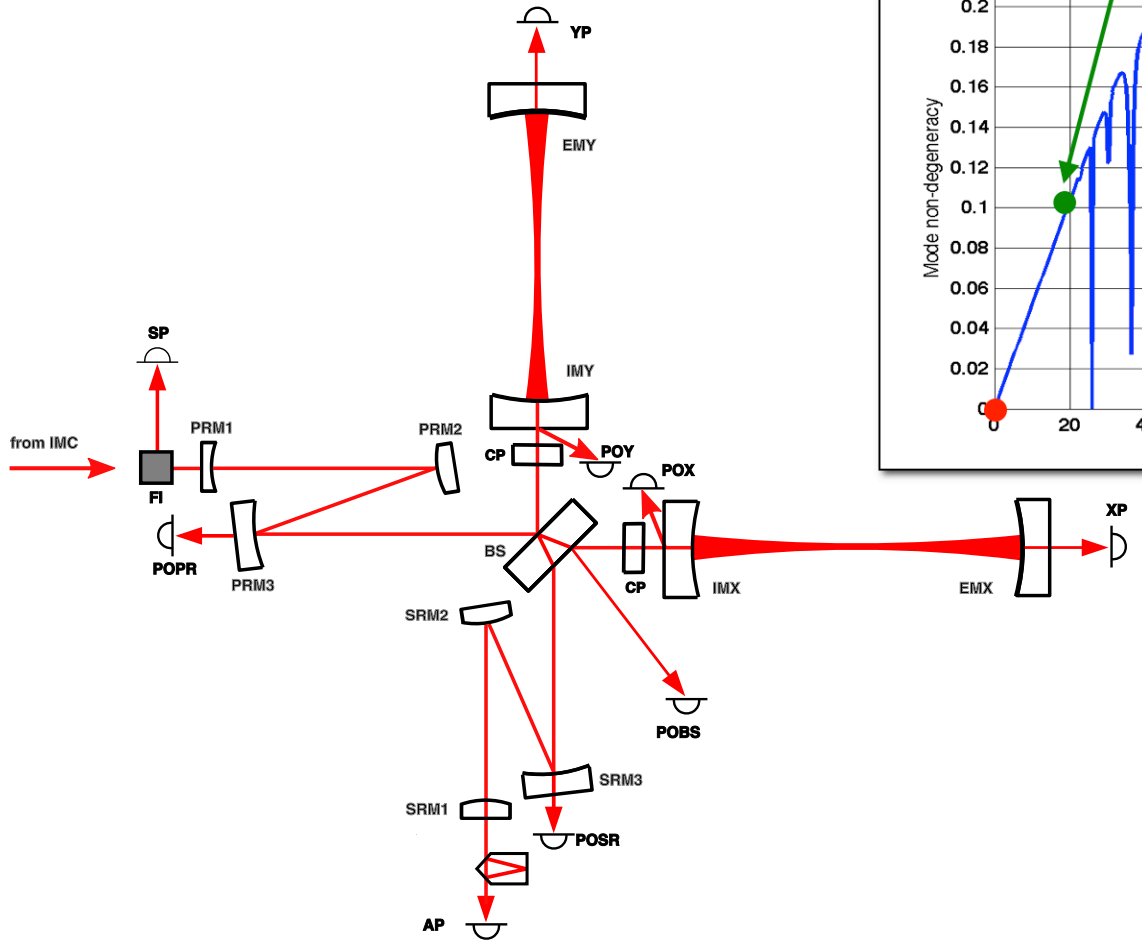 YP
EMY
IMY
CP
POY
SP
from IMC
FI
PRM1
PRM2
POPR
PRM3
BS
POX
CP
IMX
EMX
XP
SRM2
POBS
SRM3
SRM1
POSR
AP
Mode non-degeneracy
0.2
0.18
0.16
0.14
0.12
0.1
0.08
0.06
0.04
0.02
0
0
20
4